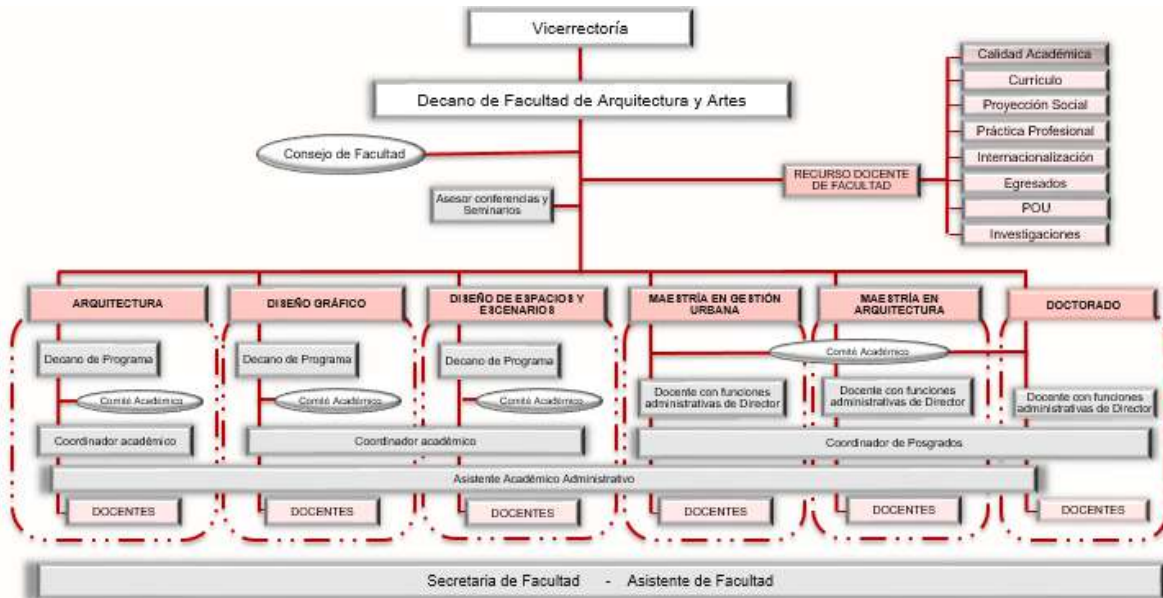 Vicerrectoría
Decano de Facultad de Arquitectura y Artes
Consejo de Facultad
Asesor conferencias y
Seminarios
RECURSO DOCENTE
DE FACULTAD
Calidad Académica
Currículo
Proyección Social
Práctica Profesional
Internacionalización
Egresados
POU
Investigaciones
ARQUITECTURA
DISEÑO GRÁFICO
DISEÑO DE ESPACIOS Y
ESCENARIOS
MAESTRÍA EN GESTIÓN
URBANA
MAESTRÍA EN
ARQUITECTURA
DOCTORADO
Decano de Programa
Decano de Programa
Decano de Programa
Comité Académico
Comité Académico
Comité Académico
Comité Académico
Docente con funciones
administrativas de Director
Docente con funciones
administrativas de Director
Docente con funciones
administrativas de Director
Coordinador académico
Coordinador académico
Coordinador de Posgrados
Asistente Académico Administrativo
DOCENTES
DOCENTES
DOCENTES
DOCENTES
DOCENTES
DOCENTES
Secretaria de Facultad - Asistente de Facultad